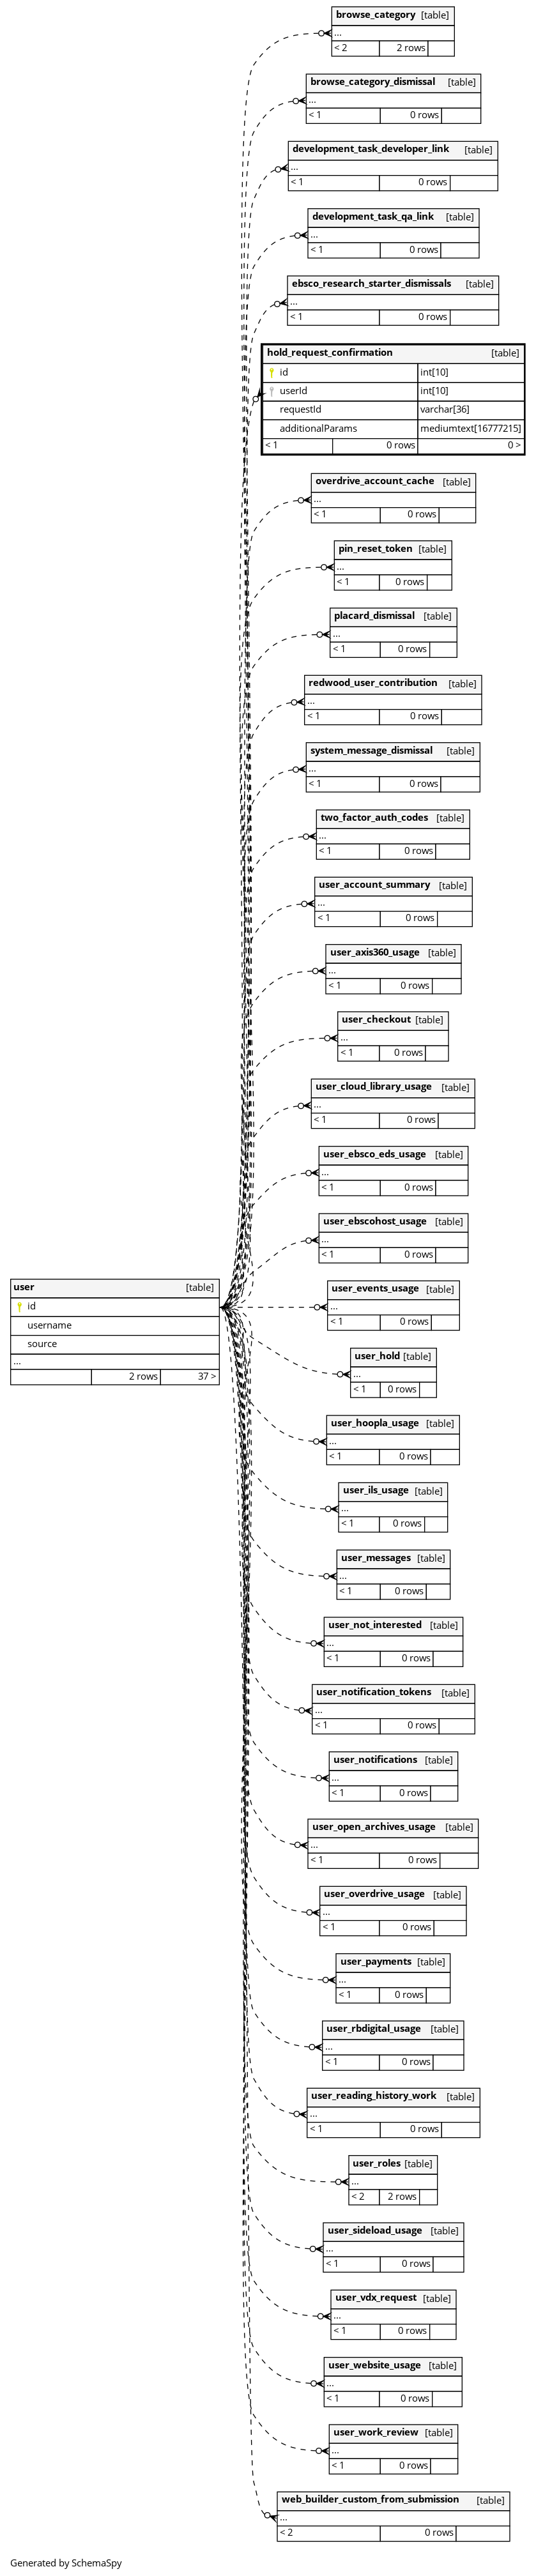 browse_category [table]
...
< 2 2 rows
browse_category_dismissal [table]
...
< 1 0 rows
development_task_developer_link [table]
...
< 1 0 rows
development_task_qa_link [table]
...
< 1 0 rows
ebsco_research_starter_dismissals [table]
...
< 1 0 rows
hold_request_confirmation [table]
id int[10]
userId int[10]
requestId varchar[36]
additionalParams mediumtext[16777215]
< 1 0 rows 0 >
overdrive_account_cache [table]
...
< 1 0 rows
pin_reset_token [table]
...
< 1 0 rows
placard_dismissal [table]
...
< 1 0 rows
redwood_user_contribution [table]
...
< 1 0 rows
system_message_dismissal [table]
...
< 1 0 rows
two_factor_auth_codes [table]
...
< 1 0 rows
user_account_summary [table]
...
< 1 0 rows
user_axis360_usage [table]
...
< 1 0 rows
user_checkout [table]
...
< 1 0 rows
user_cloud_library_usage [table]
...
< 1 0 rows
user_ebsco_eds_usage [table]
...
< 1 0 rows
user_ebscohost_usage [table]
...
< 1 0 rows
user [table]
id
username
source
...
2 rows 37 >
user_events_usage [table]
...
< 1 0 rows
user_hold [table]
...
< 1 0 rows
user_hoopla_usage [table]
...
< 1 0 rows
user_ils_usage [table]
...
< 1 0 rows
user_messages [table]
...
< 1 0 rows
user_not_interested [table]
...
< 1 0 rows
user_notification_tokens [table]
...
< 1 0 rows
user_notifications [table]
...
< 1 0 rows
user_open_archives_usage [table]
...
< 1 0 rows
user_overdrive_usage [table]
...
< 1 0 rows
user_payments [table]
...
< 1 0 rows
user_rbdigital_usage [table]
...
< 1 0 rows
user_reading_history_work [table]
...
< 1 0 rows
user_roles [table]
...
< 2 2 rows
user_sideload_usage [table]
...
< 1 0 rows
user_vdx_request [table]
...
< 1 0 rows
user_website_usage [table]
...
< 1 0 rows
user_work_review [table]
...
< 1 0 rows
web_builder_custom_from_submission [table]
...
< 2 0 rows
Generated by SchemaSpy